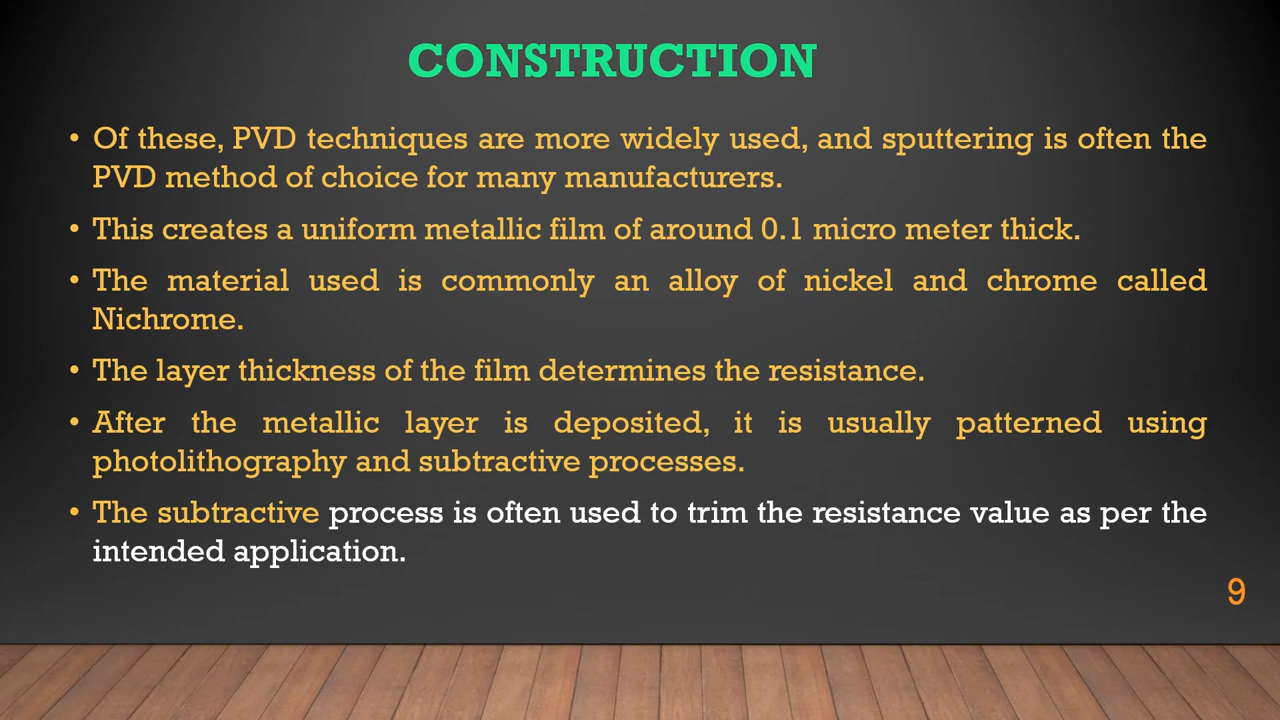 CONSTRUCTION
• Of these, PVD techniques are more widely used, and sputtering is often the
PVD method of choice for many manufacturers.
• This creates a uniform metallic film of around 0.1 micro meter thick.
• The material used is commonly an alloy of nickel and chrome called
Nichrome.
• The layer thickness of the film determines the resistance.
• After the metallic layer is deposited, it is usually patterned using
photolithography and subtractive processes.
• The subtractive process is often used to trim the resistance value as per the
intended application.
9